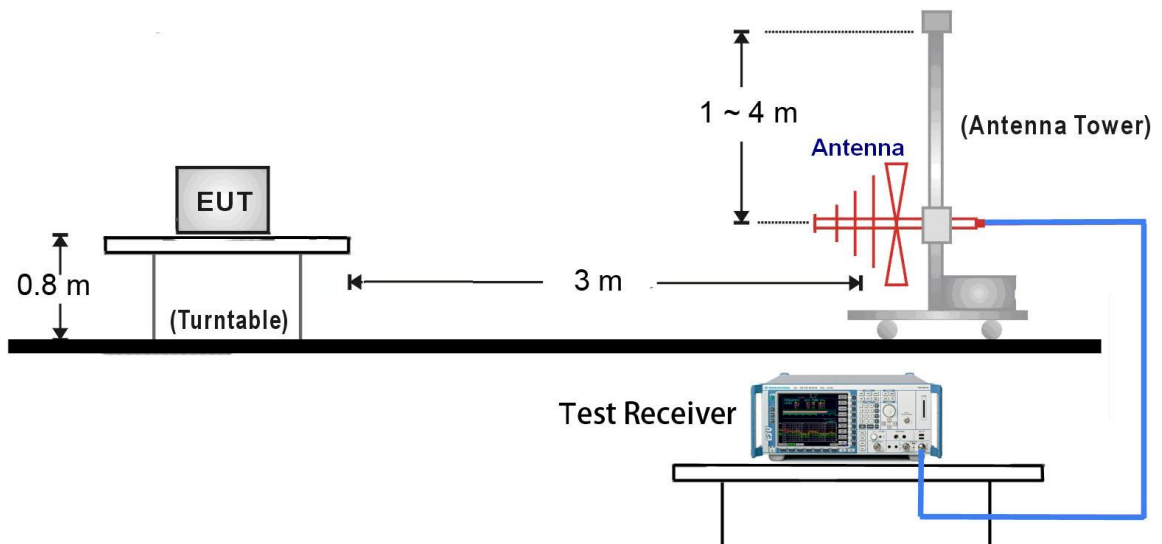 1 ~ 4 m
(Antenna Tower)
Antenna
EUT
0.8 m
3 m
(Turntable)
Test Receiver